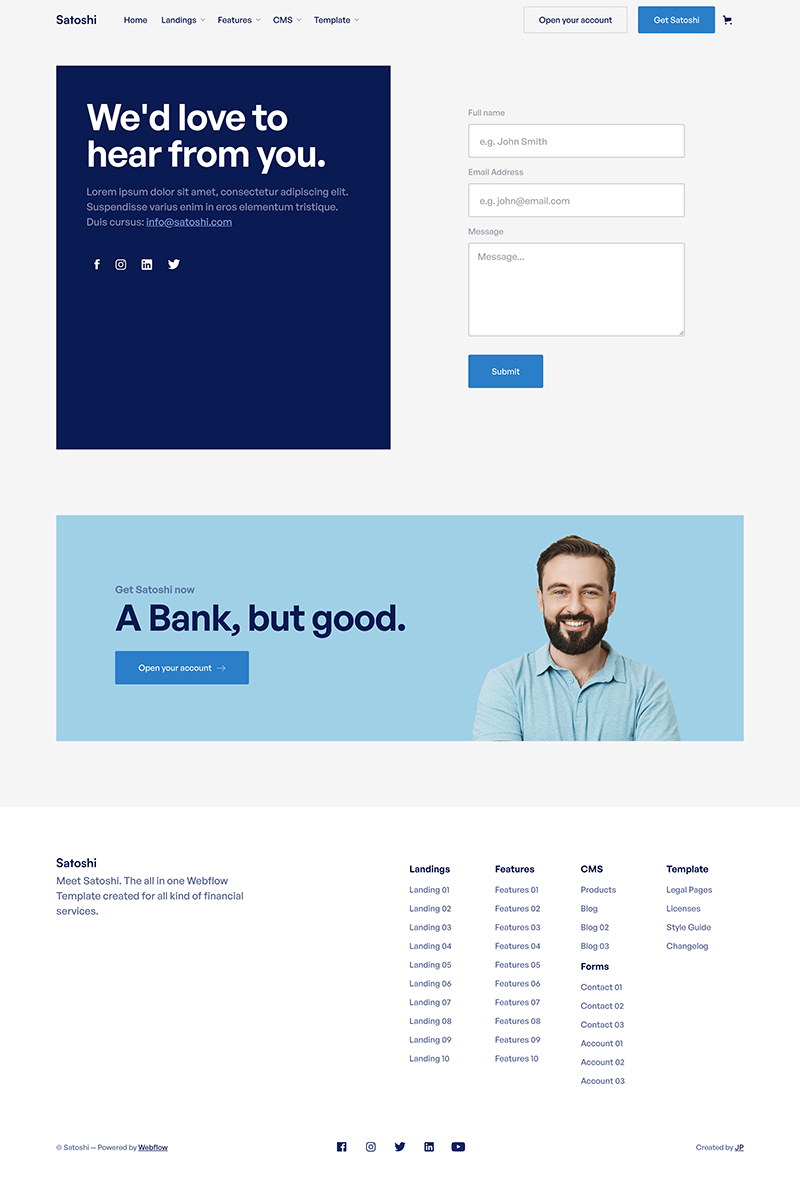 Satoshi
Home
Landings
Features
CMS
Template
Open your account
Get Satoshi
We'd love to
hear from you.
Lorem ipsum dolor sit amet, consectetur adipiscing elit.
Suspendisse varius enim in eros elementum tristique.
Duis cursus: info@satoshi.com
Full name
e.g. John Smith
Email Address
e.g. john@email.com
Message
Message...
Submit
Get Satoshi now
A Bank, but good.
Open your account →
Satoshi
Meet Satoshi. The all in one Webflow
Template created for all kind of financial
services.
Landings
Landing 01
Landing 02
Landing 03
Landing 04
Landing 05
Landing 06
Landing 07
Landing 08
Landing 09
Landing 10
Features
Features 01
Features 02
Features 03
Features 04
Features 05
Features 06
Features 07
Features 08
Features 09
Features 10
CMS
Products
Blog
Blog 02
Blog 03
Forms
Contact 01
Contact 02
Contact 03
Account 01
Account 02
Account 03
Template
Legal Pages
Licenses
Style Guide
Changelog
© Satoshi — Powered by Webflow
Created by JP